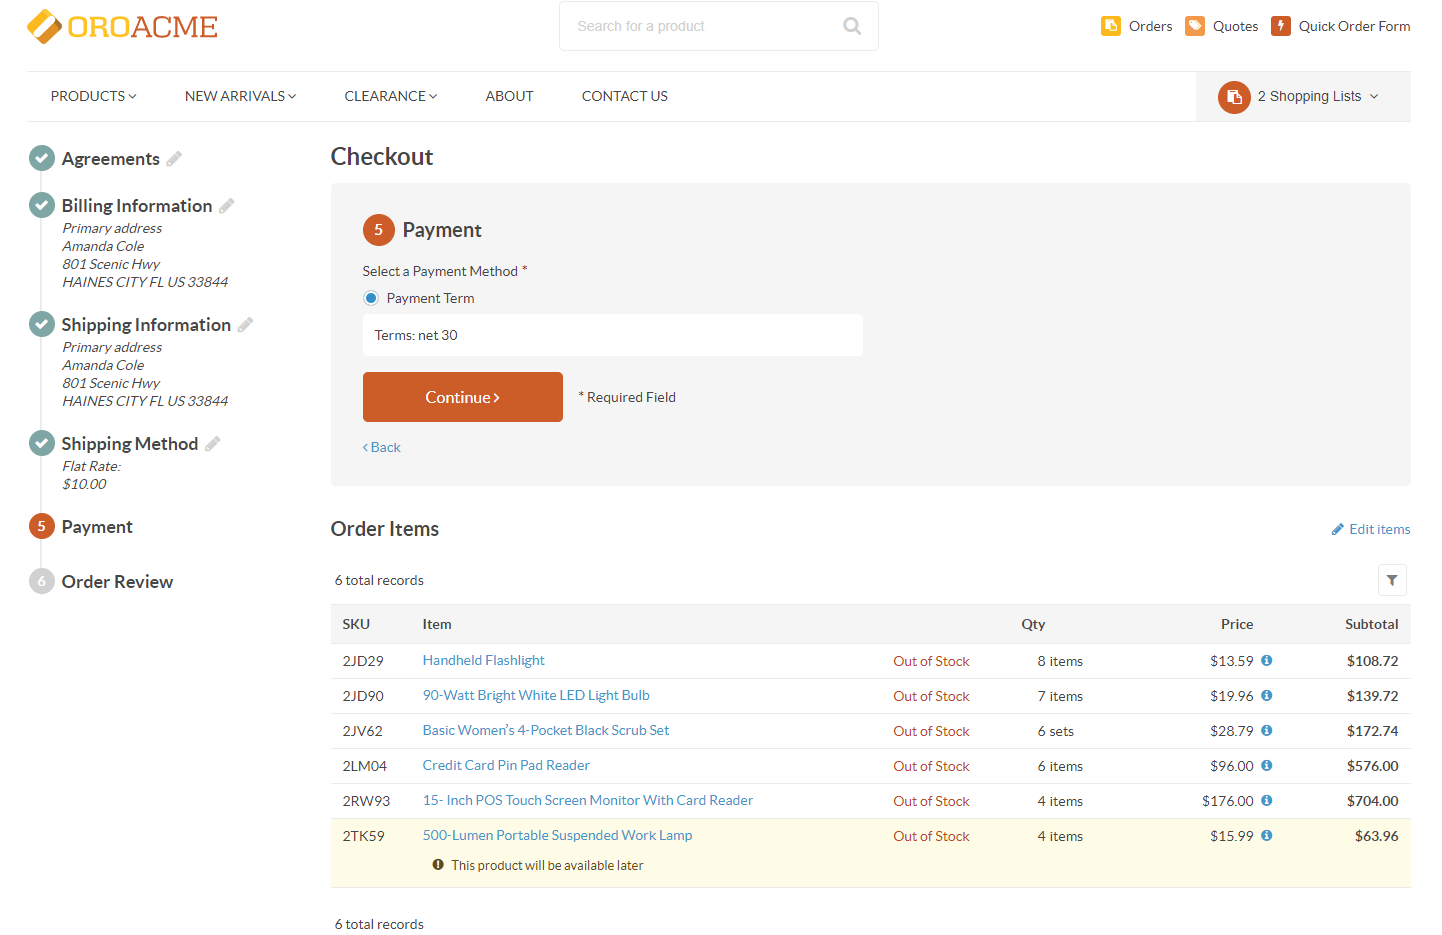 OROACME
Search for a product
Orders Quotes Quick Order Form
PRODUCTS NEW ARRIVALS CLEARANCE ABOUT CONTACT US 2 Shopping Lists
Agreements
Billing Information
Primary address
Amanda Cole
801 Scenic Hwy
HAINES CITY FL US 33844
Shipping Information
Primary address
Amanda Cole
801 Scenic Hwy
HAINES CITY FL US 33844
Shipping Method
Flat Rate:
$10.00
5 Payment
6 Order Review
Checkout
5 Payment
Select a Payment Method *
Payment Term
Terms: net 30
Continue › * Required Field
‹ Back
Order Items Edit items
6 total records
SKU Item Qty Price Subtotal
2JD29 Handheld Flashlight Out of Stock 8 items $13.59 $108.72
2JD90 90-Watt Bright White LED Light Bulb Out of Stock 7 items $19.96 $139.72
2JV62 Basic Women’s 4-Pocket Black Scrub Set Out of Stock 6 sets $28.79 $172.74
2LM04 Credit Card Pin Pad Reader Out of Stock 6 items $96.00 $576.00
2RW93 15- Inch POS Touch Screen Monitor With Card Reader Out of Stock 4 items $176.00 $704.00
2TK59 500-Lumen Portable Suspended Work Lamp Out of Stock 4 items $15.99 $63.96
This product will be available later
6 total records